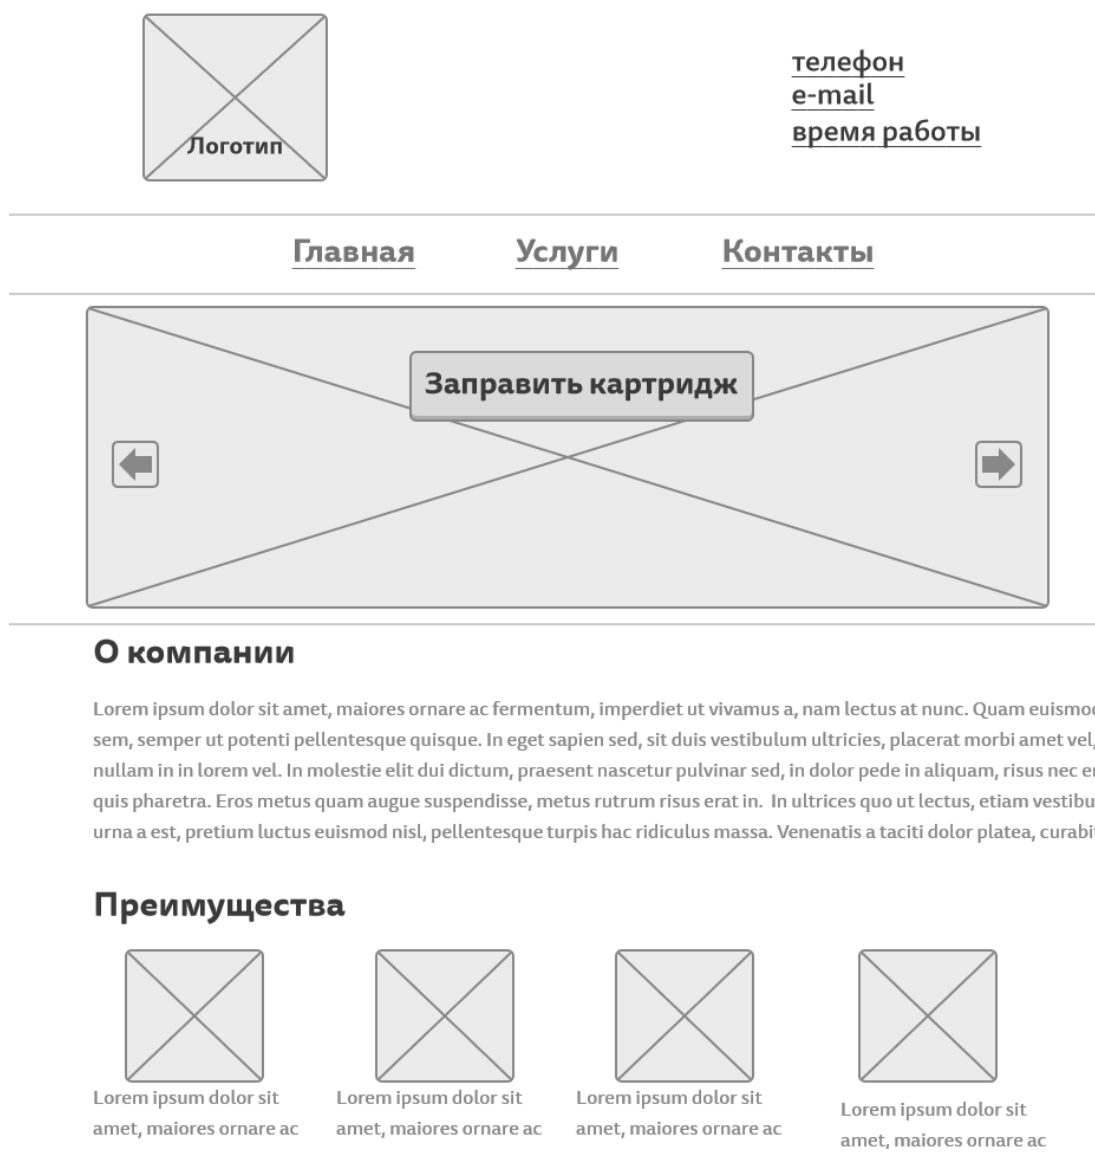 Логотип
телефон
e-mail
время работы
Главная Услуги Контакты
Заправить картридж
О компании
Lorem ipsum dolor sit amet, maiores ornare ac fermentum, imperdiet ut vivamus a, nam lectus at nunc. Quam euismod
sem, semper ut potenti pellentesque quisque. In eget sapien sed, sit duis vestibulum ultricies, placerat morbi amet vel,
nullam in in lorem vel. In molestie elit dui dictum, praesent nascetur pulvinar sed, in dolor pede in aliquam, risus nec
quis pharetra. Eros metus quam augue suspendisse, metus rutrum risus erat in. In ultrices quo ut lectus, etiam
urna a est, pretium luctus euismod nisl, pellentesque turpis hac ridiculus massa. Venenatis a taciti dolor platea,
Преимущества
Lorem ipsum dolor sit
amet, maiores ornare ac
Lorem ipsum dolor sit
amet, maiores ornare ac
Lorem ipsum dolor sit
amet, maiores ornare ac
Lorem ipsum dolor sit
amet, maiores ornare ac